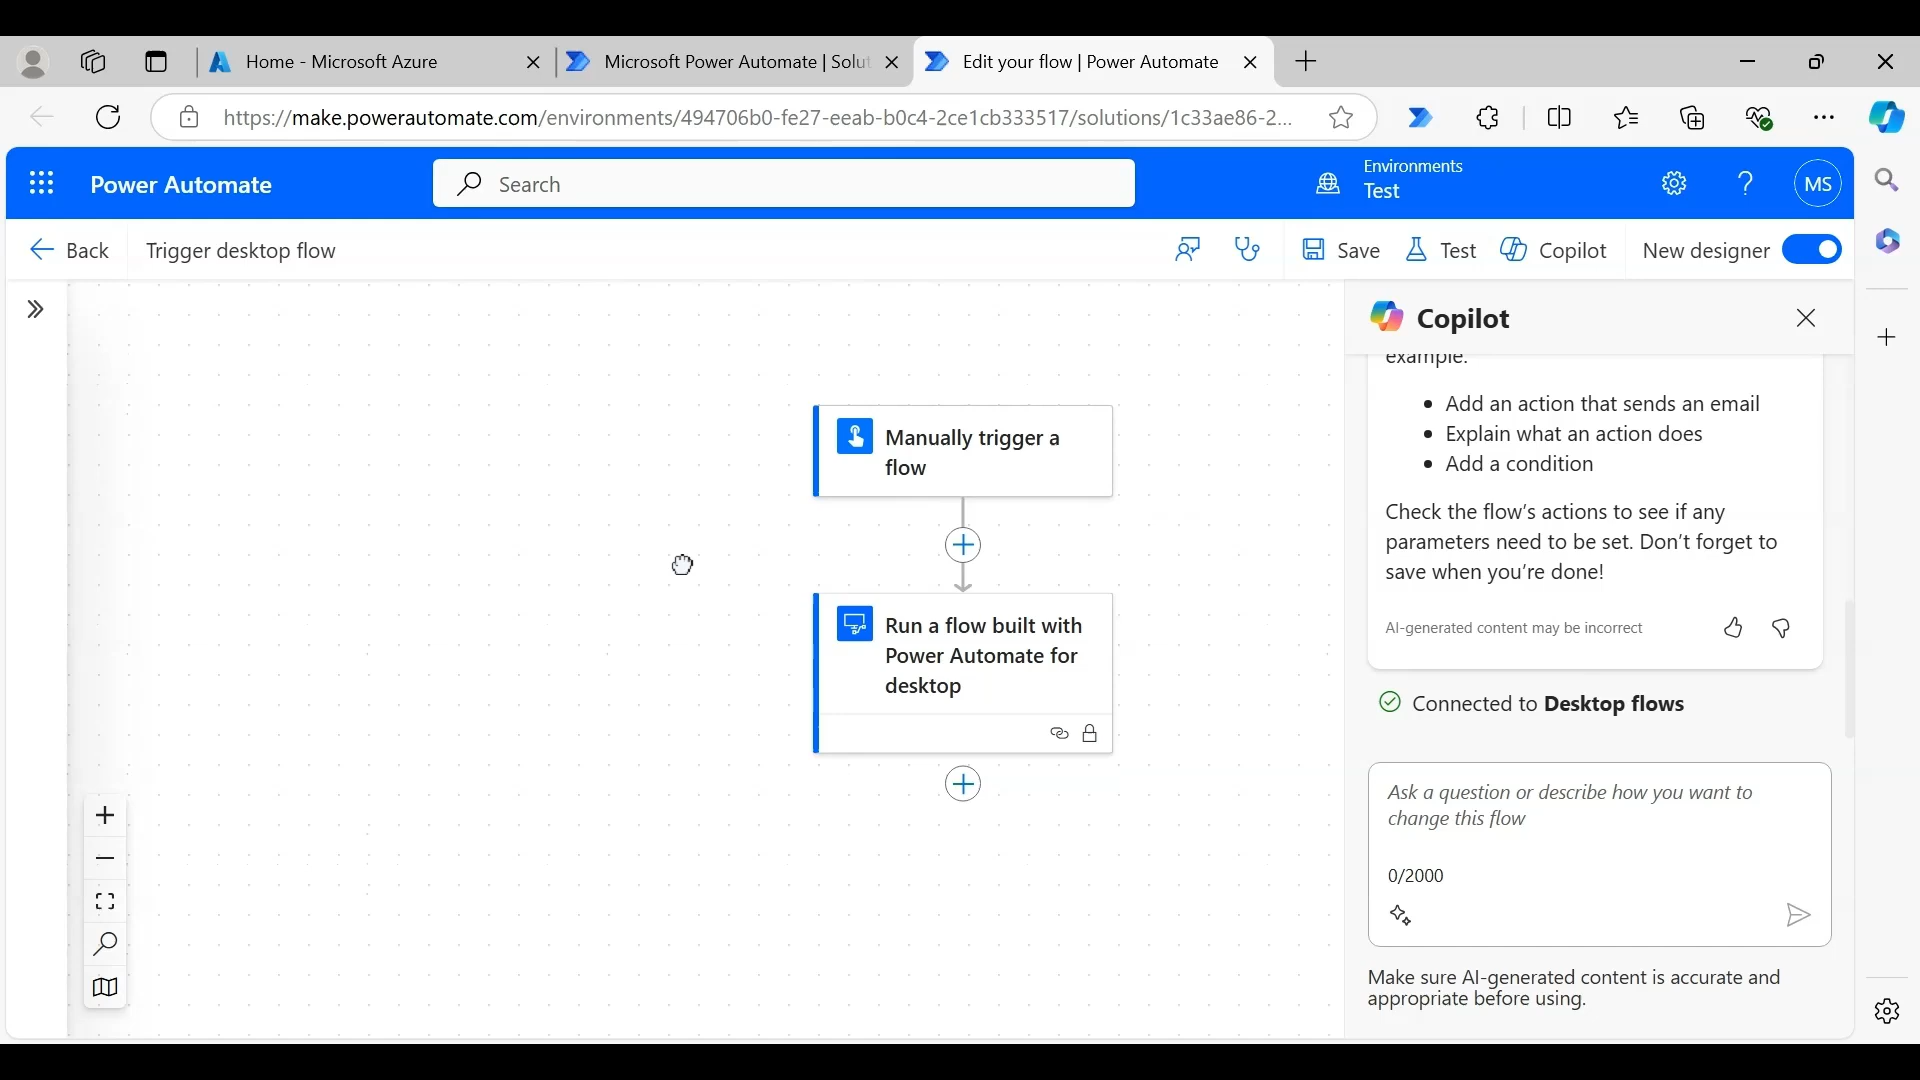 Home - Microsoft Azure
Microsoft Power Automate | Solut
Edit your flow | Power Automate
https://make.powerautomate.com/environments/494706b0-fe27-eeab-b0c4-2ce1cb333517/solutions/1c33ae86-2...
Power Automate
Search
Environments
Test
MS
Back
Trigger desktop flow
Save
Test
Copilot
New designer
Copilot
example:
Add an action that sends an email
Explain what an action does
Add a condition
Check the flow's actions to see if any
parameters need to be set. Don't forget to
save when you're done!
AI-generated content may be incorrect
Connected to Desktop flows
Manually trigger a
flow
Run a flow built with
Power Automate for
desktop
Ask a question or describe how you want to
change this flow
0/2000
Make sure AI-generated content is accurate and
appropriate before using.